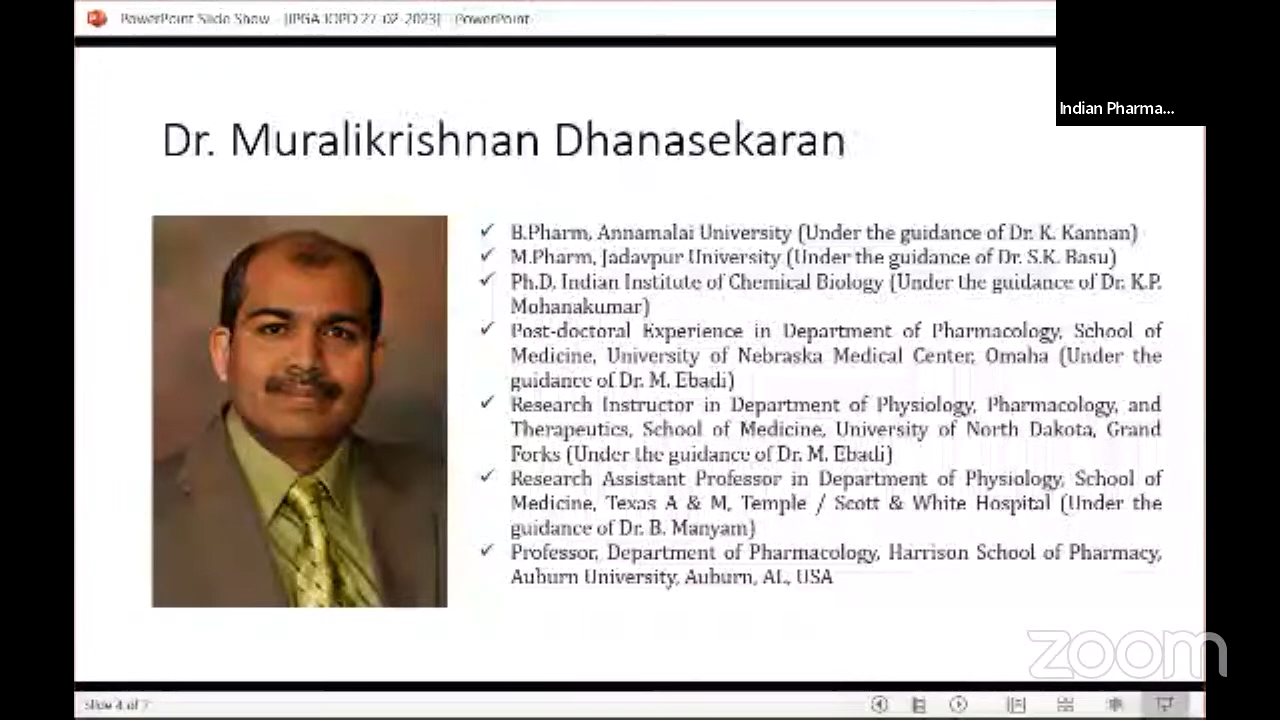 PowerPoint Slide Show - [IPGA IOPD 27-02-2023] - PowerPoint
Indian Pharma...
Dr. Muralikrishnan Dhanasekaran
✓ B.Pharm, Annamalai University (Under the guidance of Dr. K. Kannan)
✓ M.Pharm, Jadavpur University (Under the guidance of Dr. S.K. Basu)
✓ Ph.D, Indian Institute of Chemical Biology (Under the guidance of Dr. K.P.
Mohanakumar)
✓ Post-doctoral Experience in Department of Pharmacology, School of
Medicine, University of Nebraska Medical Center, Omaha (Under the
guidance of Dr. M. Ebadi)
✓ Research Instructor in Department of Physiology, Pharmacology, and
Therapeutics, School of Medicine, University of North Dakota, Grand
Forks (Under the guidance of Dr. M. Ebadi)
✓ Research Assistant Professor in Department of Physiology, School of
Medicine, Texas A & M, Temple / Scott & White Hospital (Under the
guidance of Dr. B. Manyam)
✓ Professor, Department of Pharmacology, Harrison School of Pharmacy,
Auburn University, Auburn, AL, USA
zoom
Slide 4 of 7